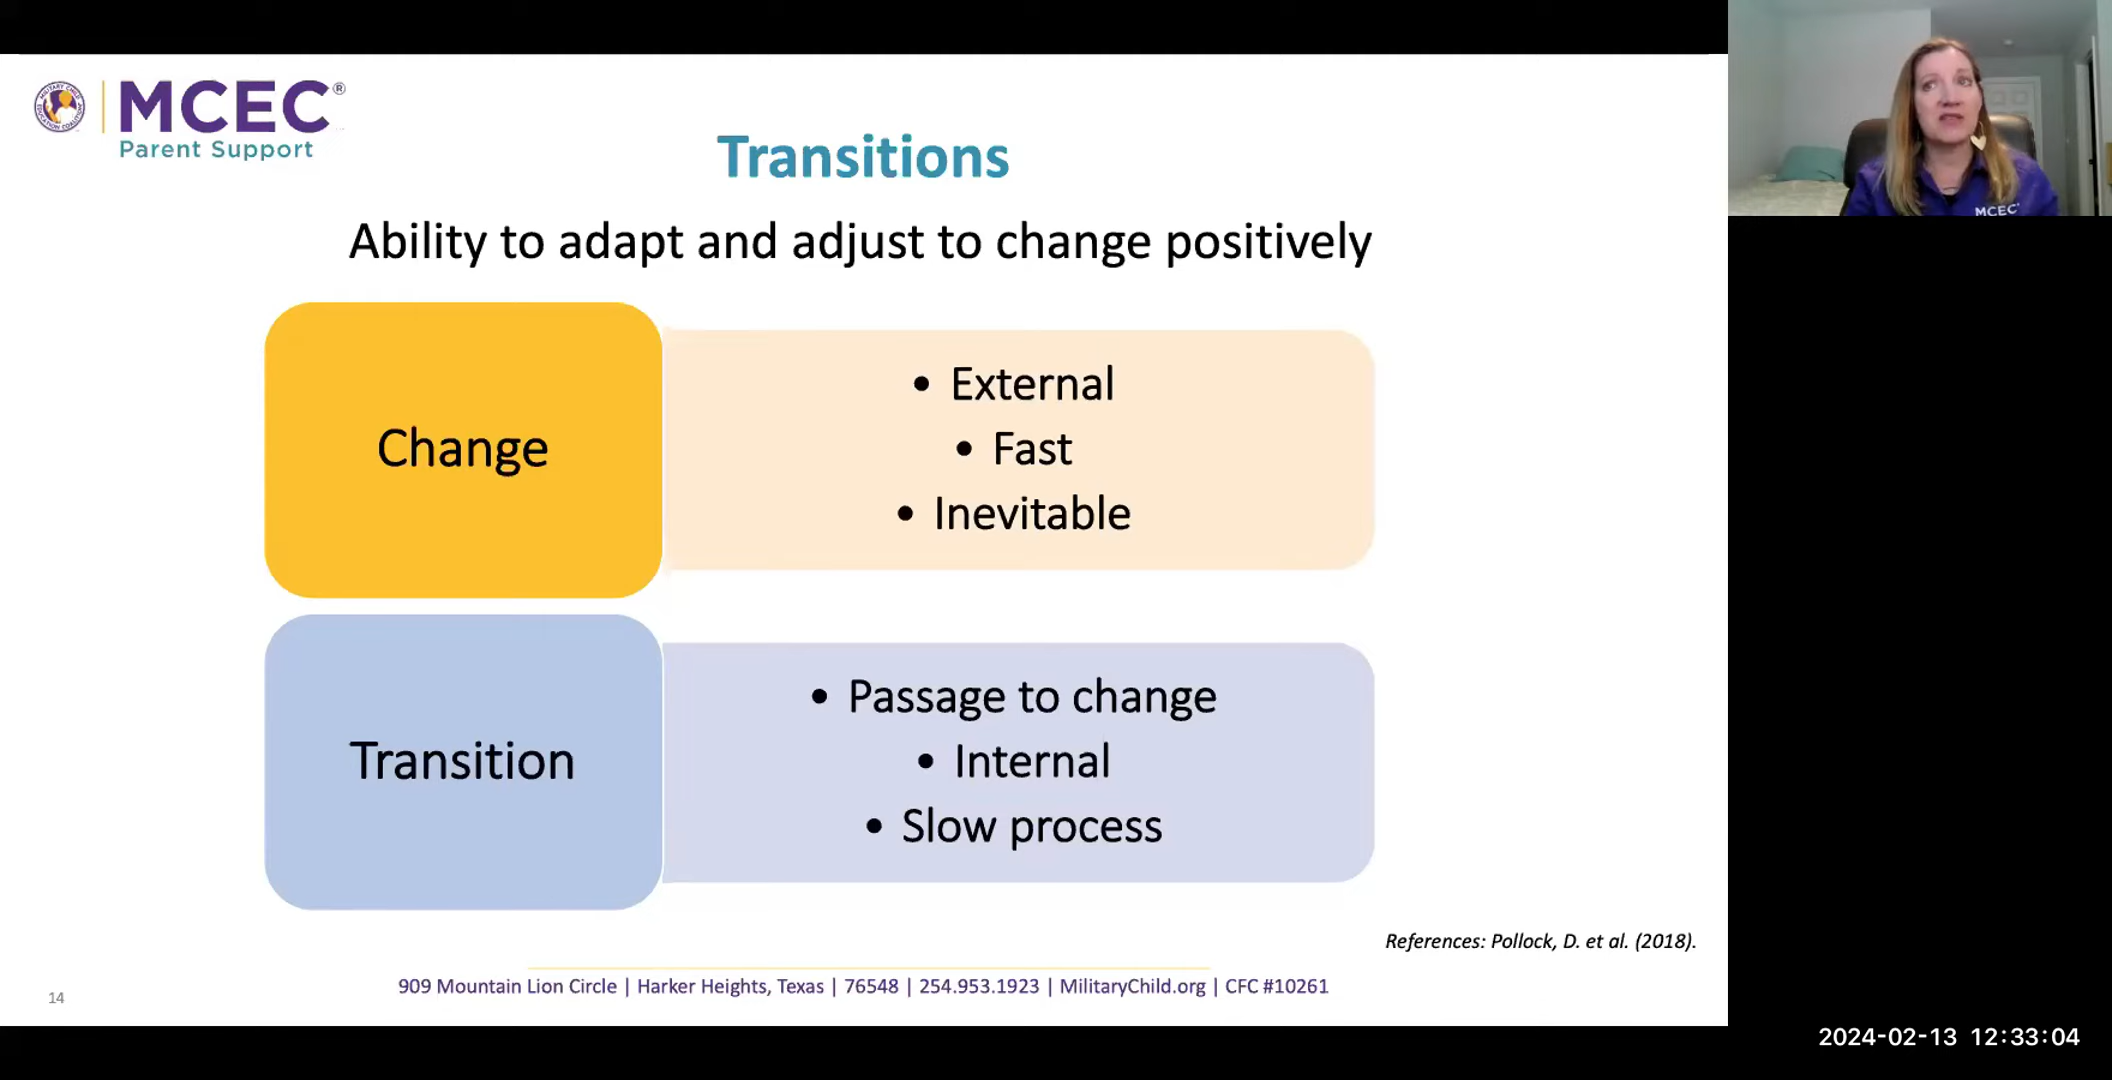 MCEC®
Parent Support
Transitions
Ability to adapt and adjust to change positively
Change
• External
• Fast
• Inevitable
Transition
• Passage to change
• Internal
• Slow process
References: Pollock, D. et al. (2018).
909 Mountain Lion Circle | Harker Heights, Texas | 76548 | 254.953.1923 | MilitaryChild.org | CFC #10261
14
MCEC
2024-02-13 12:33:04